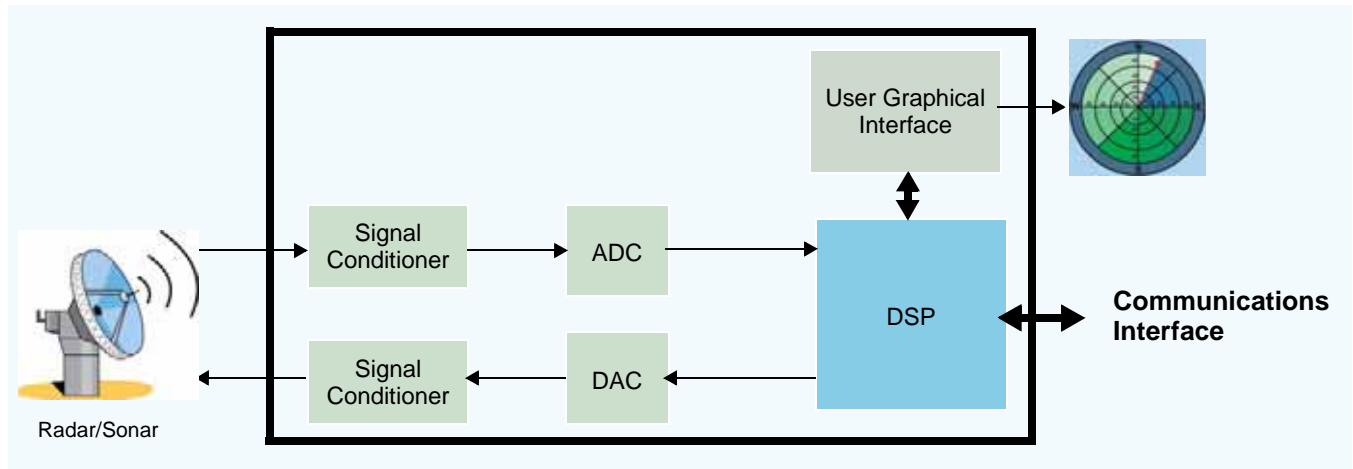 User Graphical
Interface
Signal
Conditioner
ADC
DSP
Communications
Interface
Signal
Conditioner
DAC
Radar/Sonar